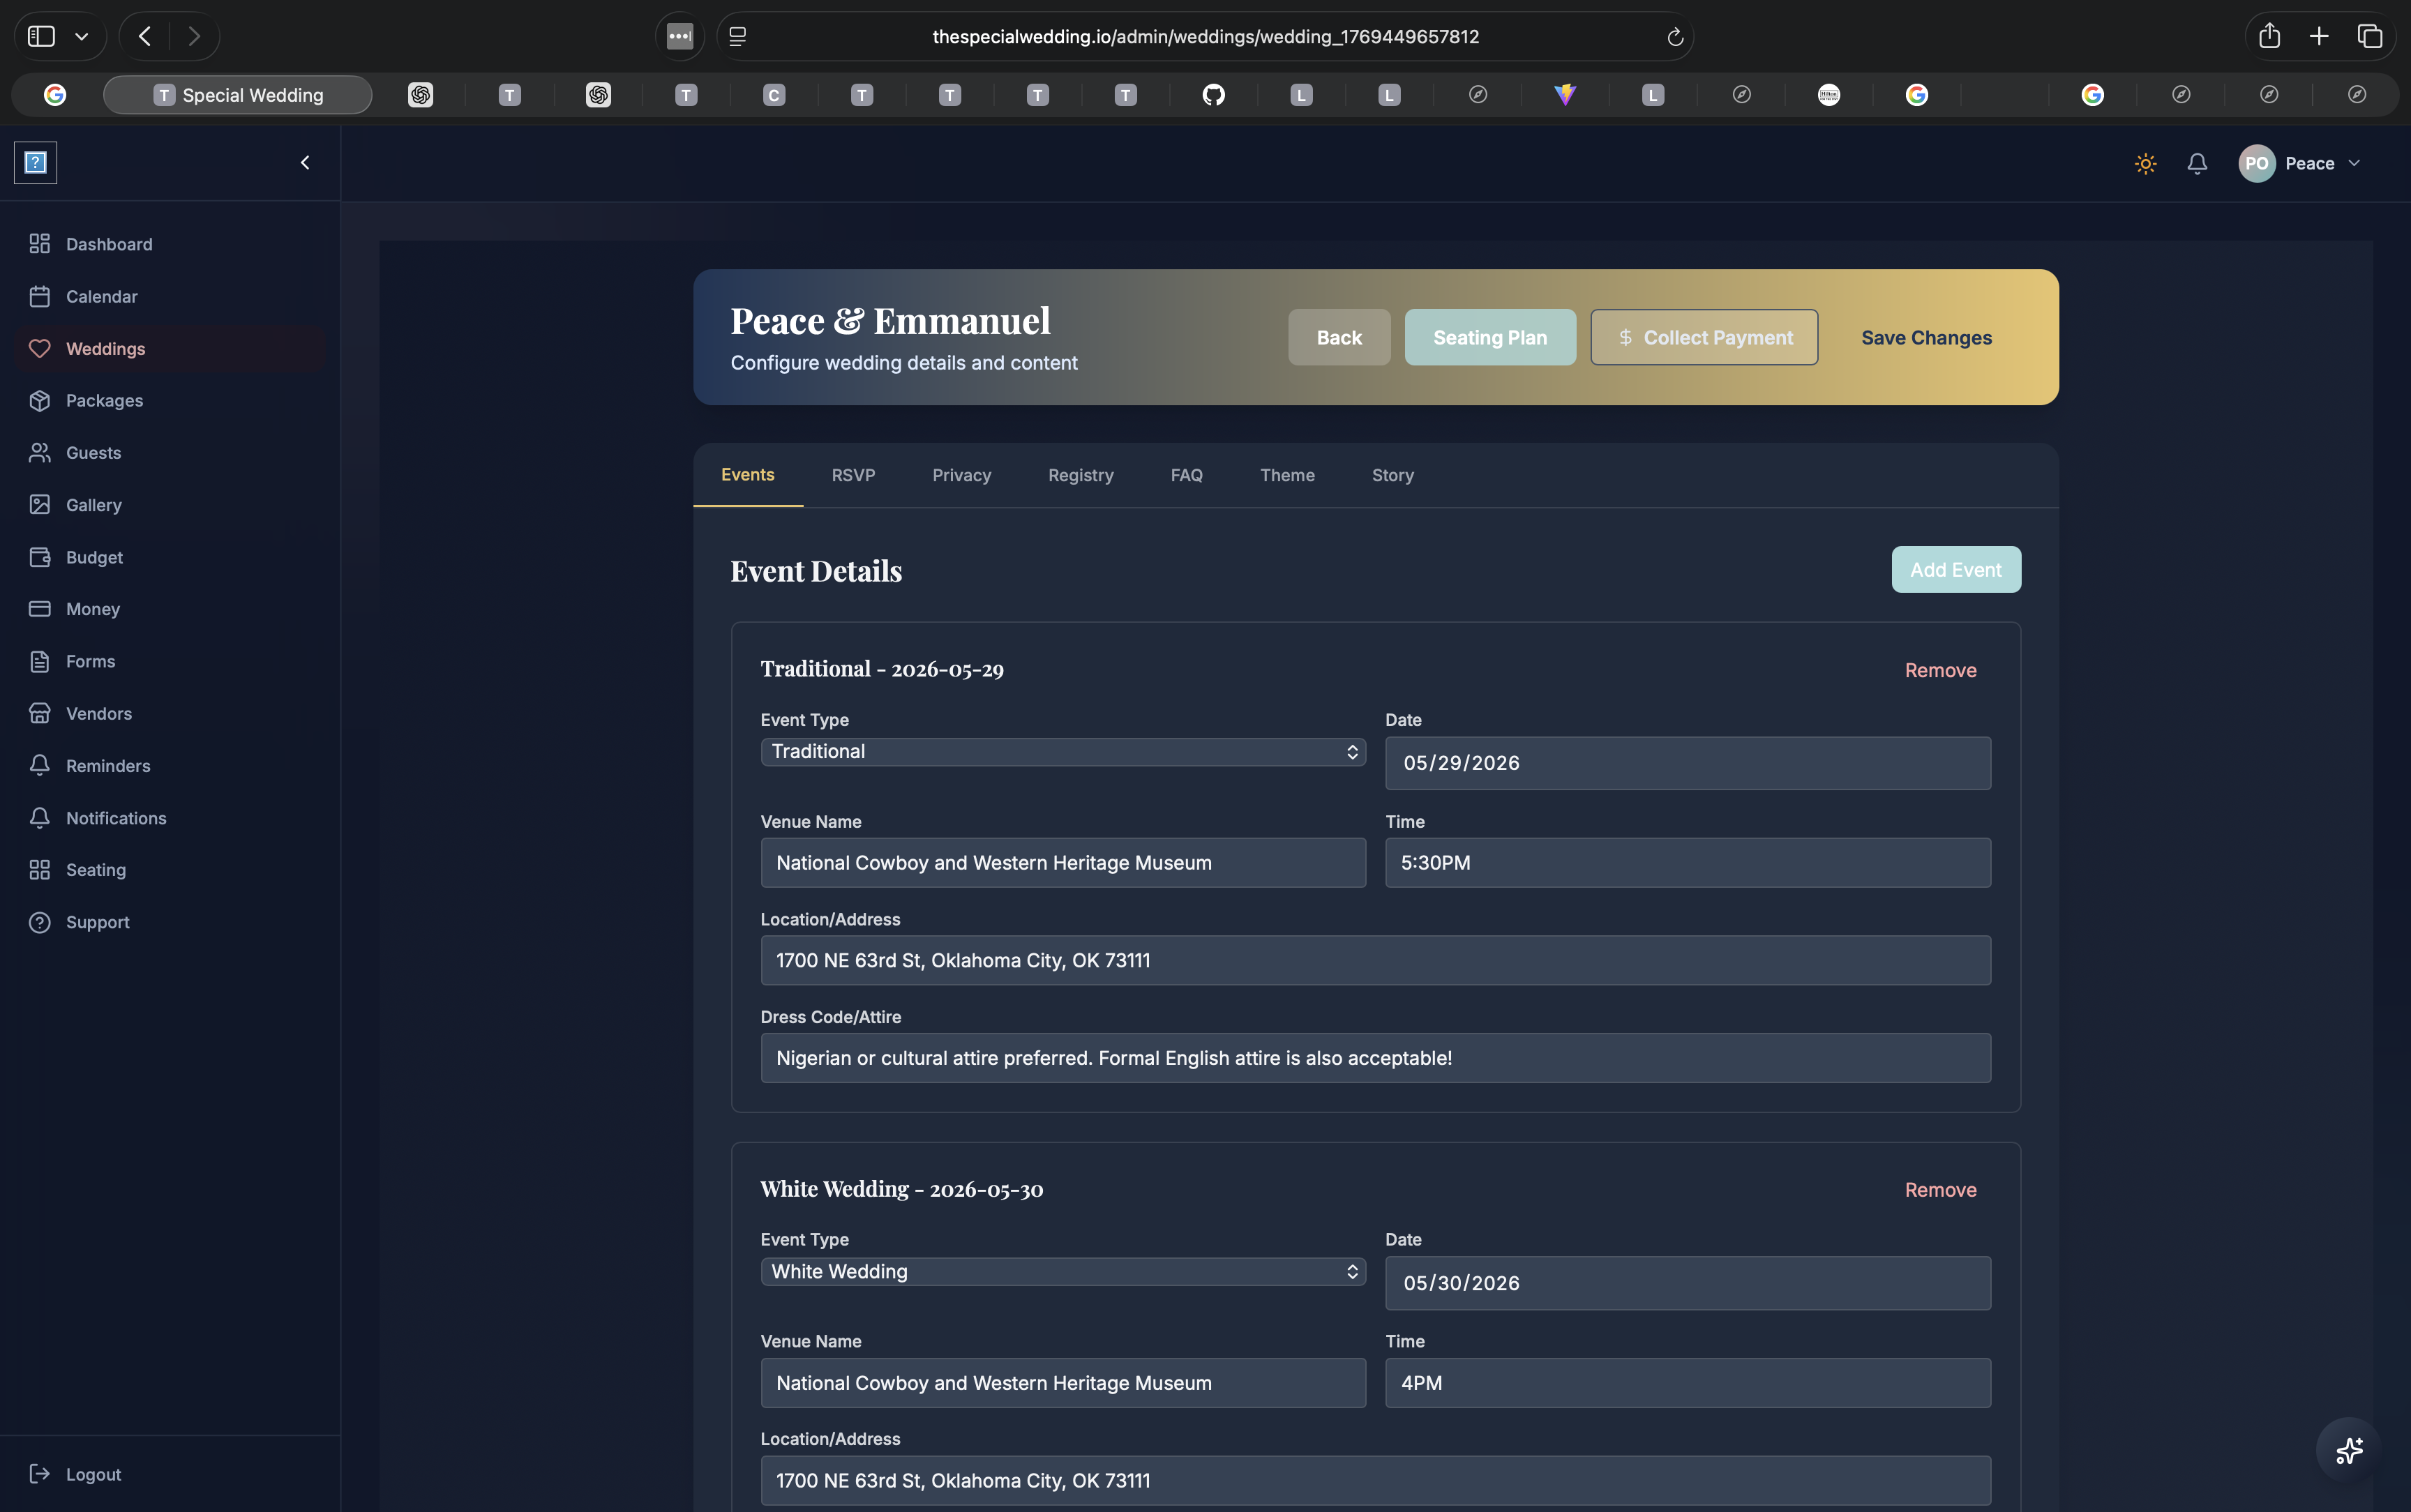 thespecialwedding.io/admin/weddings/wedding_1769449657812
T Special Wedding
T
T
C
T
T
T
T
L
L
L
Hilton
PO Peace
Dashboard
Calendar
Weddings
Packages
Guests
Gallery
Budget
Money
Forms
Vendors
Reminders
Notifications
Seating
Support
Logout
Peace & Emmanuel
Configure wedding details and content
Back
Seating Plan
$ Collect Payment
Save Changes
Events RSVP Privacy Registry FAQ Theme Story
Event Details
Add Event
Traditional - 2026-05-29
Remove
Event Type
Traditional
Date
05/29/2026
Venue Name
National Cowboy and Western Heritage Museum
Time
5:30PM
Location/Address
1700 NE 63rd St, Oklahoma City, OK 73111
Dress Code/Attire
Nigerian or cultural attire preferred. Formal English attire is also acceptable!
White Wedding - 2026-05-30
Remove
Event Type
White Wedding
Date
05/30/2026
Venue Name
National Cowboy and Western Heritage Museum
Time
4PM
Location/Address
1700 NE 63rd St, Oklahoma City, OK 73111